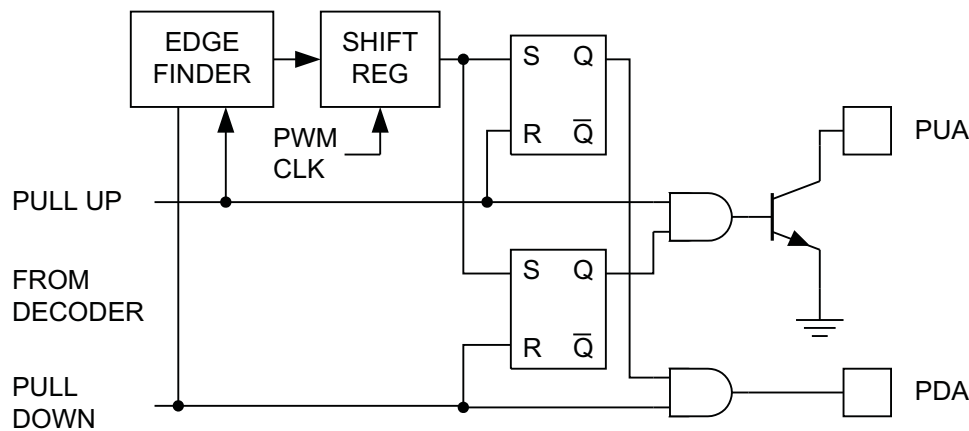 EDGE
FINDER
SHIFT
REG
S Q
R Q̅
PWM
CLK
PUA
PULL UP
FROM
DECODER
S Q
R Q̅
PULL
DOWN
PDA